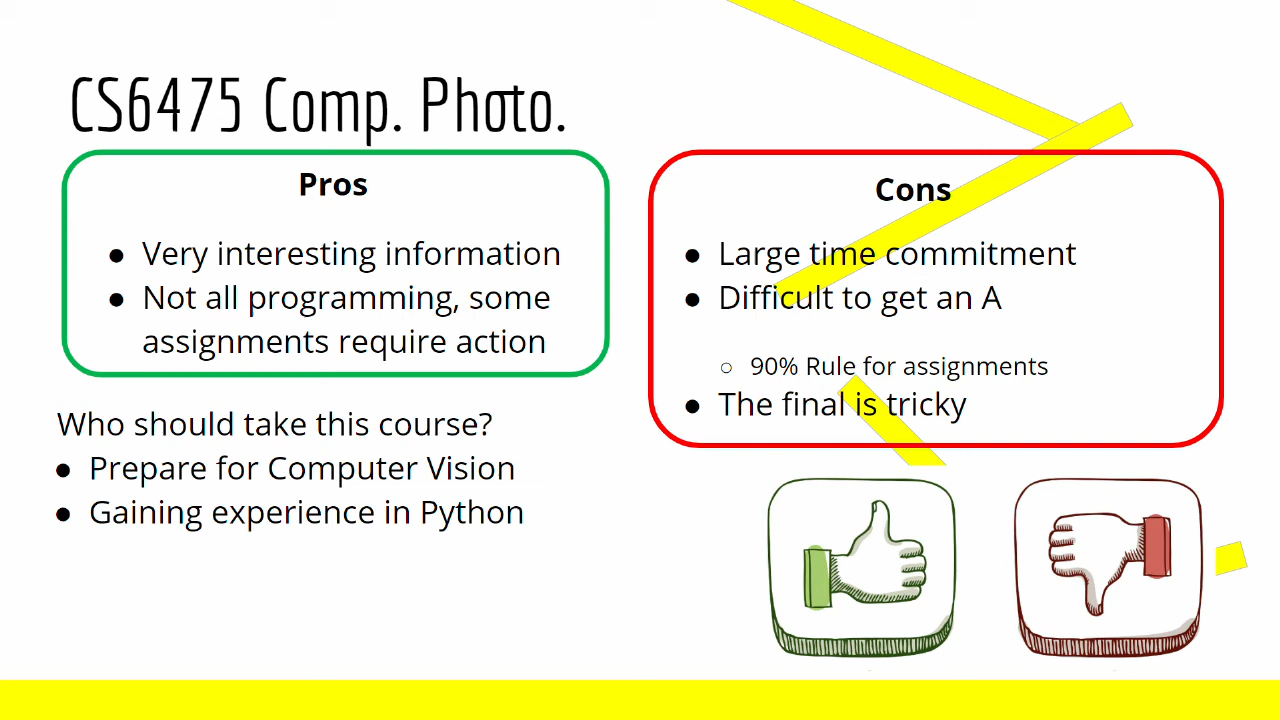 CS6475 Comp. Photo.
Pros
● Very interesting information
● Not all programming, some
assignments require action
Who should take this course?
● Prepare for Computer Vision
● Gaining experience in Python
Cons
● Large time commitment
● Difficult to get an A
○ 90% Rule for assignments
● The final is tricky